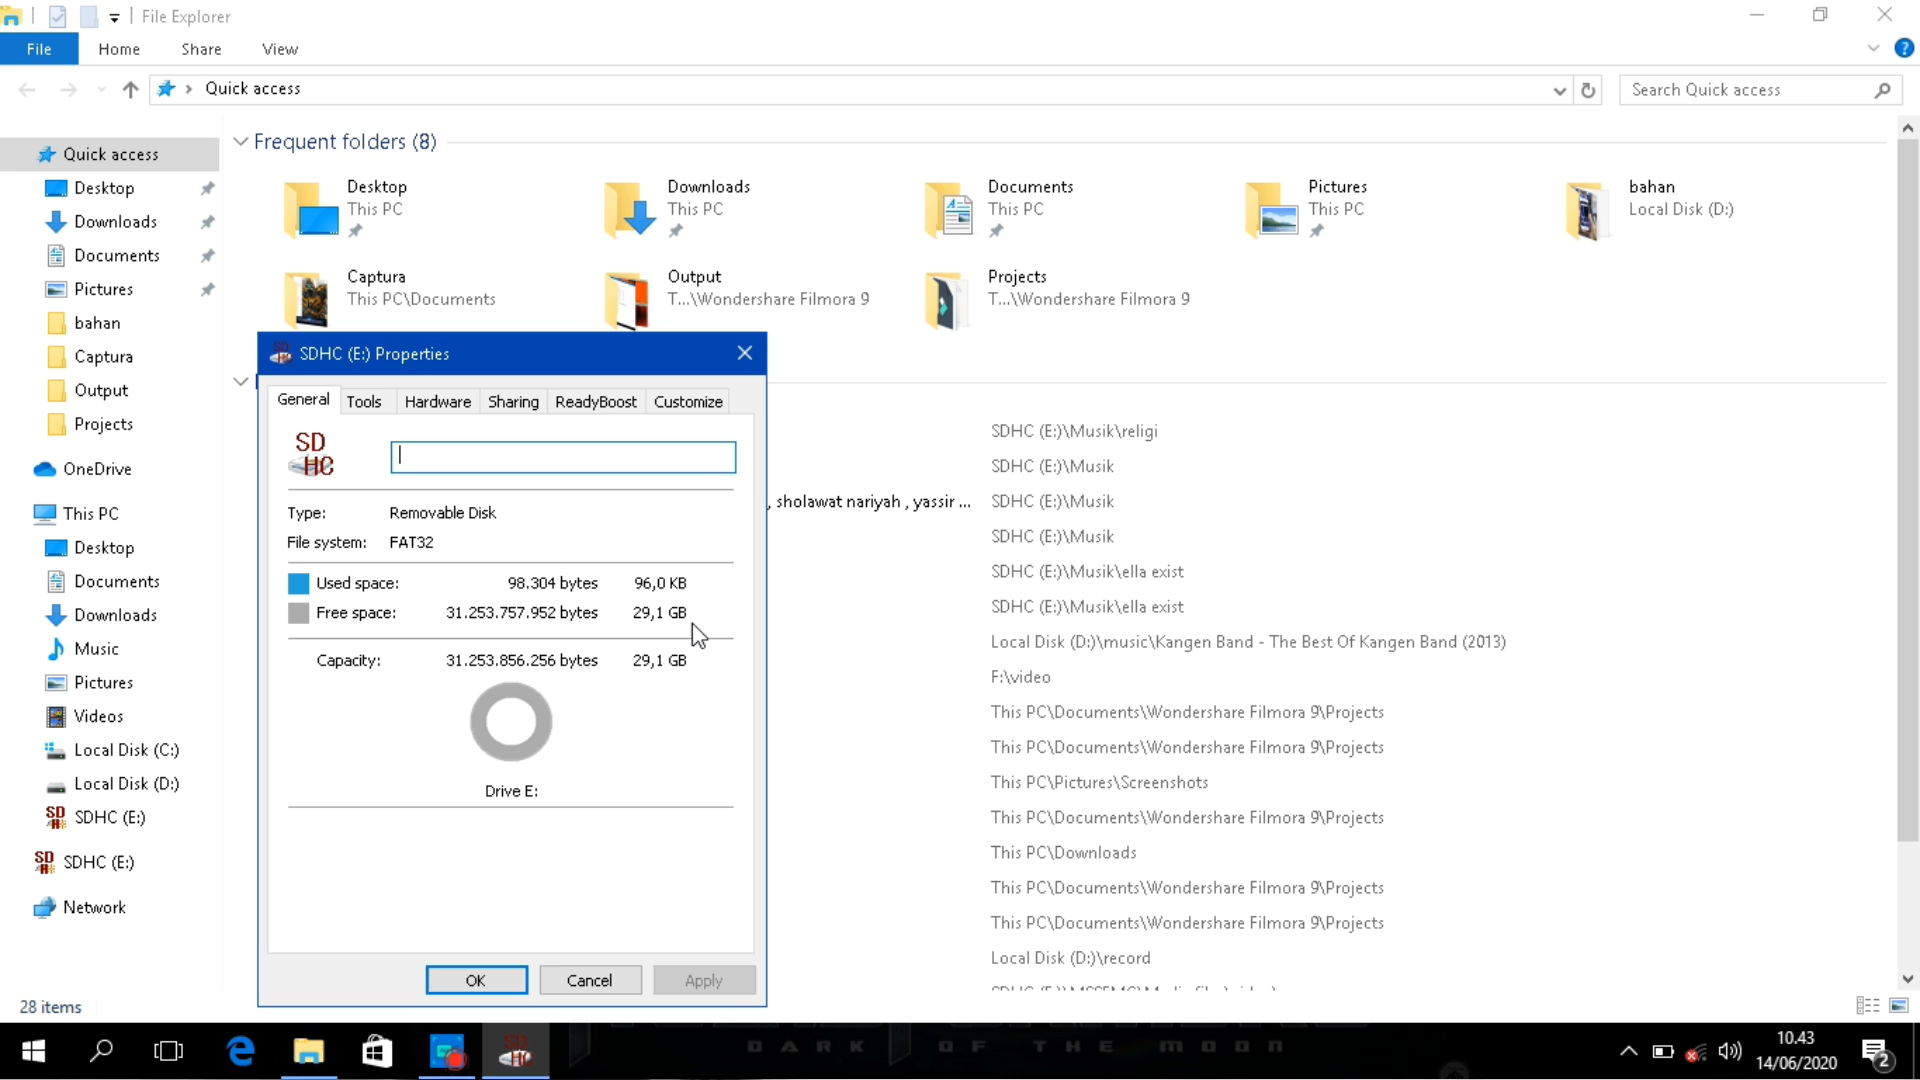 File Explorer
File Home Share View
Quick access
Search Quick access
Frequent folders (8)
Quick access
Desktop
Downloads
Documents
Pictures
bahan
Captura
Output
Projects
OneDrive
This PC
Desktop
Documents
Downloads
Music
Pictures
Videos
Local Disk (C:)
Local Disk (D:)
SDHC (E:)
SDHC (E:)
Network
Desktop
This PC
Downloads
This PC
Documents
This PC
Pictures
This PC
bahan
Local Disk (D:)
Captura
This PC\Documents
Output
T...\Wondershare Filmora 9
Projects
T...\Wondershare Filmora 9
SDHC (E:) Properties
General Tools Hardware Sharing ReadyBoost Customize
SD
HC
Type: Removable Disk
File system: FAT32
Used space: 98.304 bytes 96,0 KB
Free space: 31.253.757.952 bytes 29,1 GB
Capacity: 31.253.856.256 bytes 29,1 GB
Drive E:
OK Cancel Apply
SDHC (E:)\Musik\religi
SDHC (E:)\Musik
, sholawat nariyah , yassir ... SDHC (E:)\Musik
SDHC (E:)\Musik
SDHC (E:)\Musik\ella exist
SDHC (E:)\Musik\ella exist
Local Disk (D:)\music\Kangen Band - The Best Of Kangen Band (2013)
F:\video
This PC\Documents\Wondershare Filmora 9\Projects
This PC\Documents\Wondershare Filmora 9\Projects
This PC\Pictures\Screenshots
This PC\Documents\Wondershare Filmora 9\Projects
This PC\Downloads
This PC\Documents\Wondershare Filmora 9\Projects
This PC\Documents\Wondershare Filmora 9\Projects
Local Disk (D:)\record
28 items
DARK OF THE MOON
10.43
14/06/2020
2